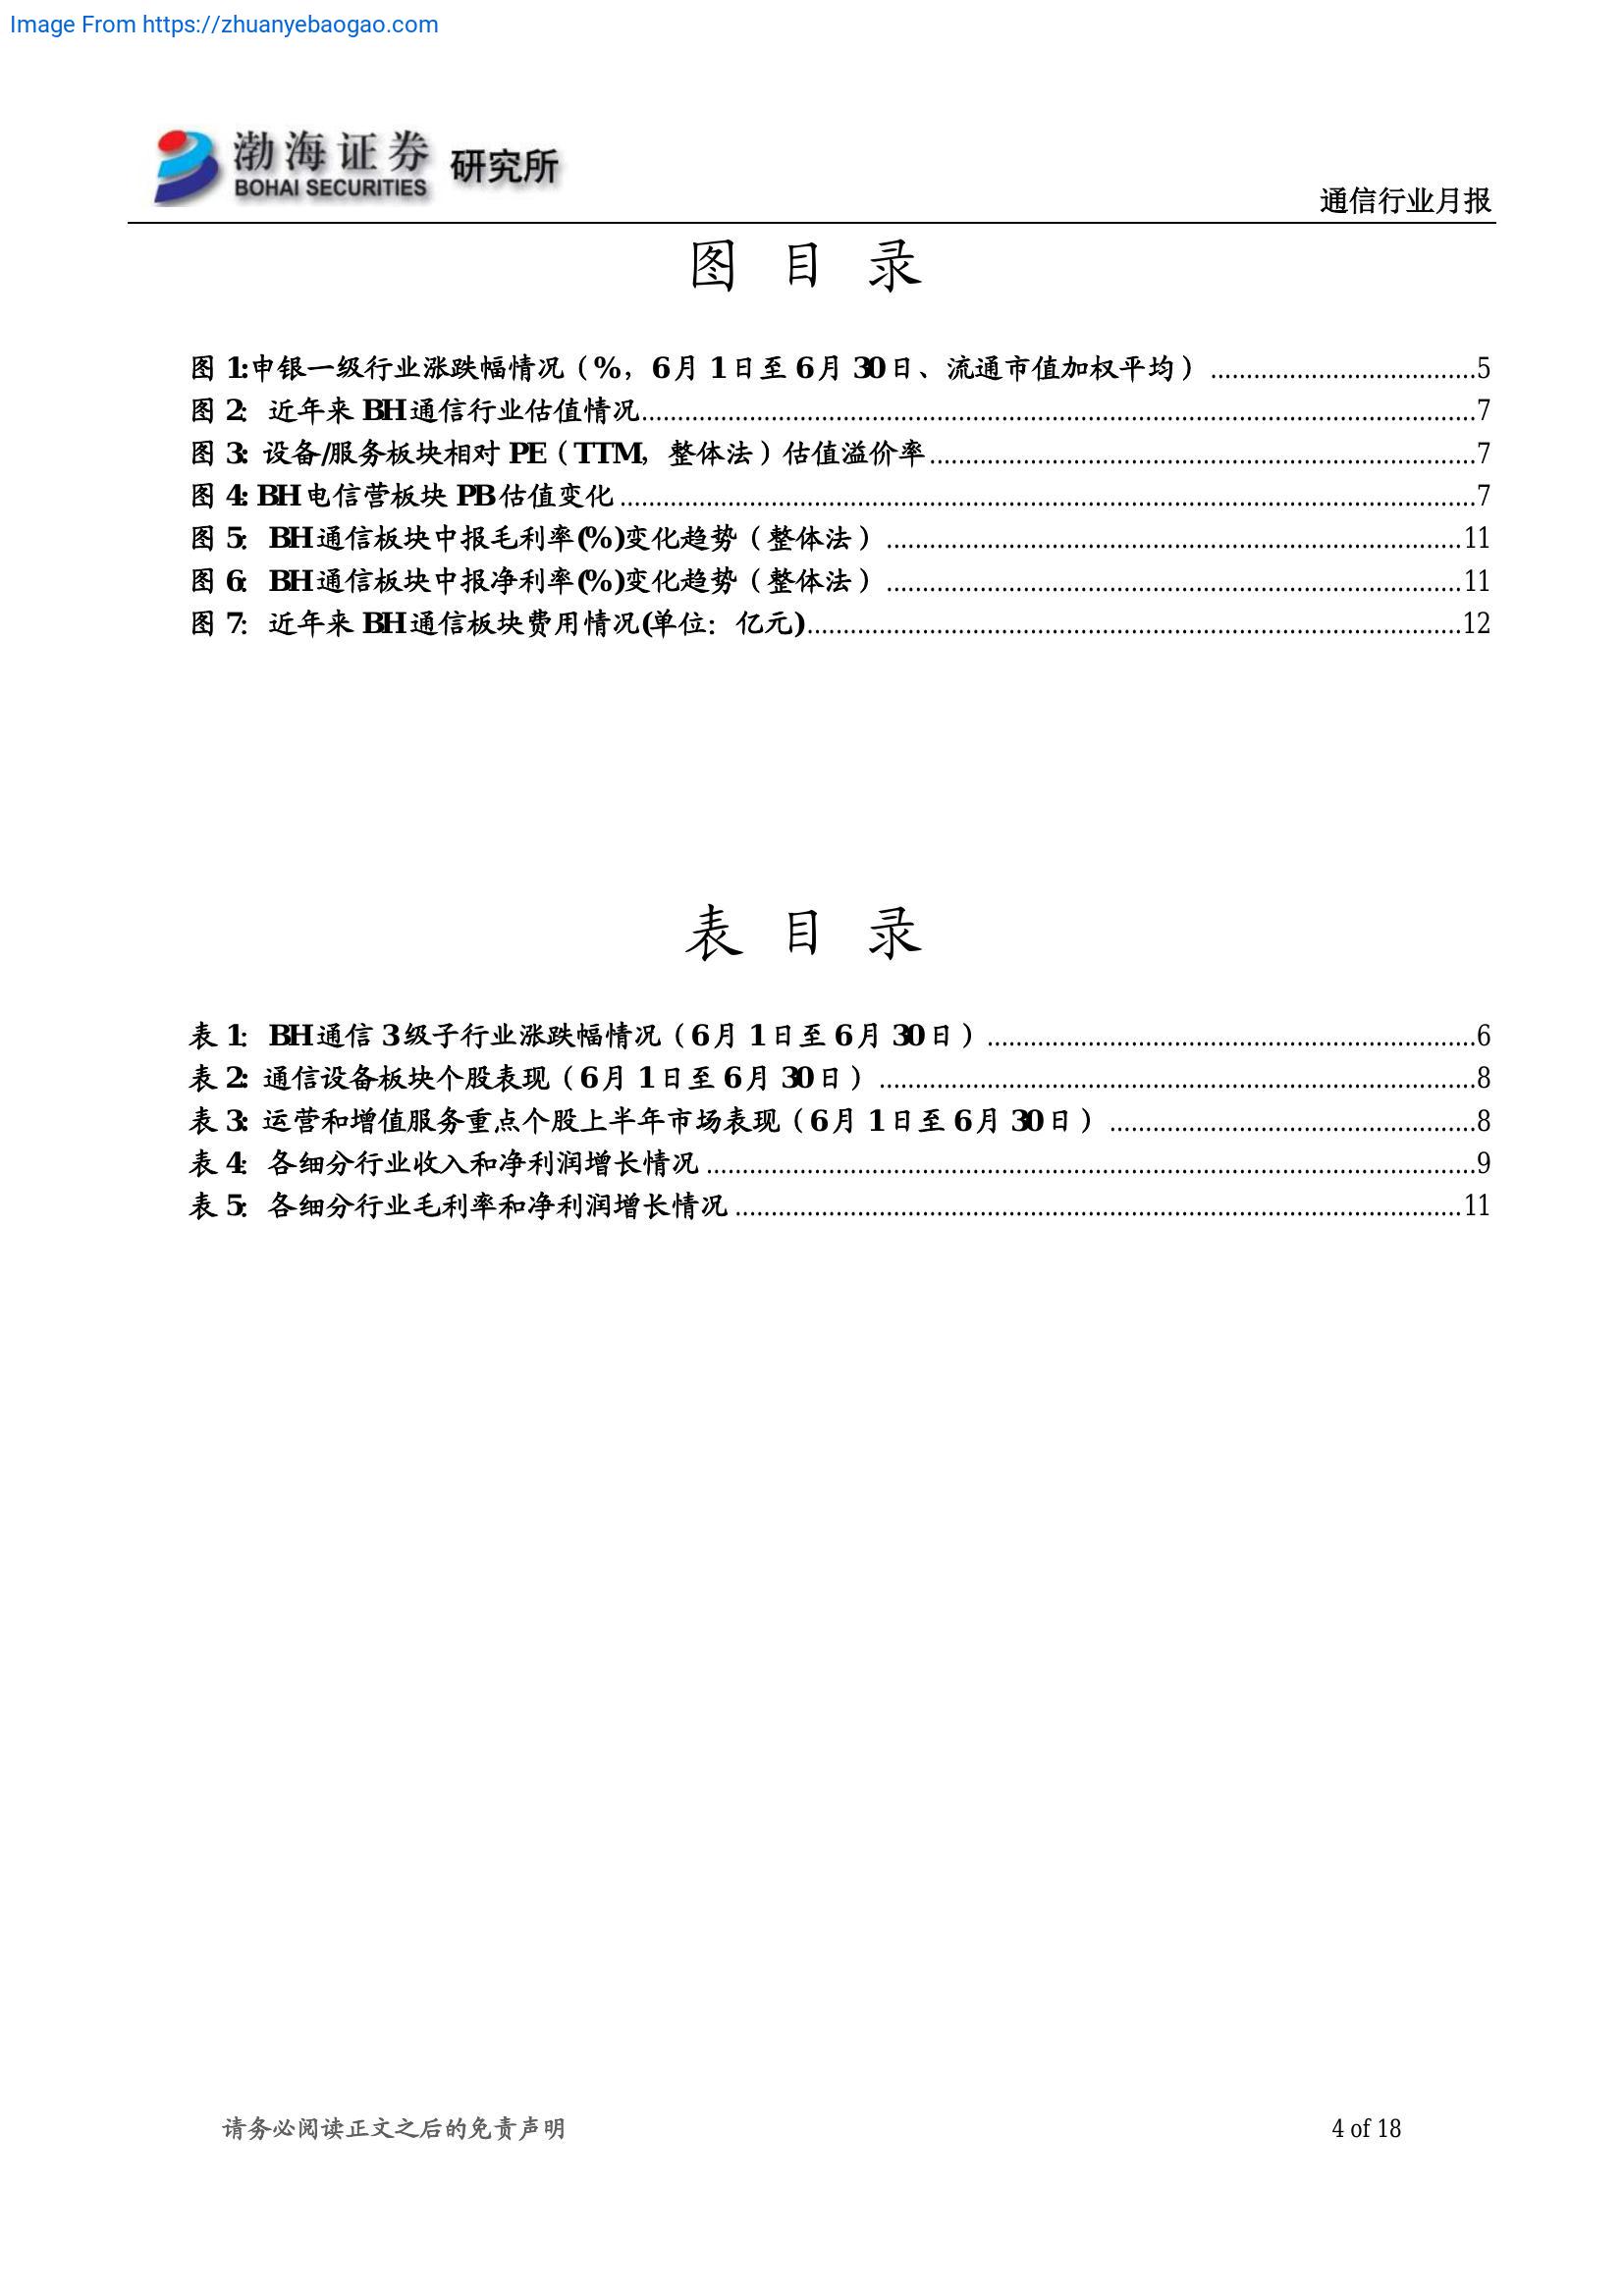 Image From https://zhuanyebaogao.com
渤海证券 研究所
BOHAI SECURITIES
通信行业月报
图 目 录
图 1:申银一级行业涨跌幅情况（%，6月 1日至 6月 30日、流通市值加权平均）.....................................5
图 2：近年来 BH通信行业估值情况....................................................................................................................7
图 3: 设备/服务板块相对 PE（TTM，整体法）估值溢价率............................................................................7
图 4: BH电信营板块 PB估值变化.......................................................................................................................7
图 5：BH通信板块中报毛利率(%)变化趋势（整体法）................................................................................11
图 6：BH通信板块中报净利率(%)变化趋势（整体法）................................................................................11
图 7：近年来 BH通信板块费用情况(单位：亿元)...........................................................................................12
表 目 录
表 1：BH通信 3级子行业涨跌幅情况（6月 1日至 6月 30日）....................................................................6
表 2: 通信设备板块个股表现（6月 1日至 6月 30日）...................................................................................8
表 3: 运营和增值服务重点个股上半年市场表现（6月 1日至 6月 30日）...................................................8
表 4：各细分行业收入和净利润增长情况...........................................................................................................9
表 5：各细分行业毛利率和净利润增长情况.....................................................................................................11
请务必阅读正文之后的免责声明
4 of 18